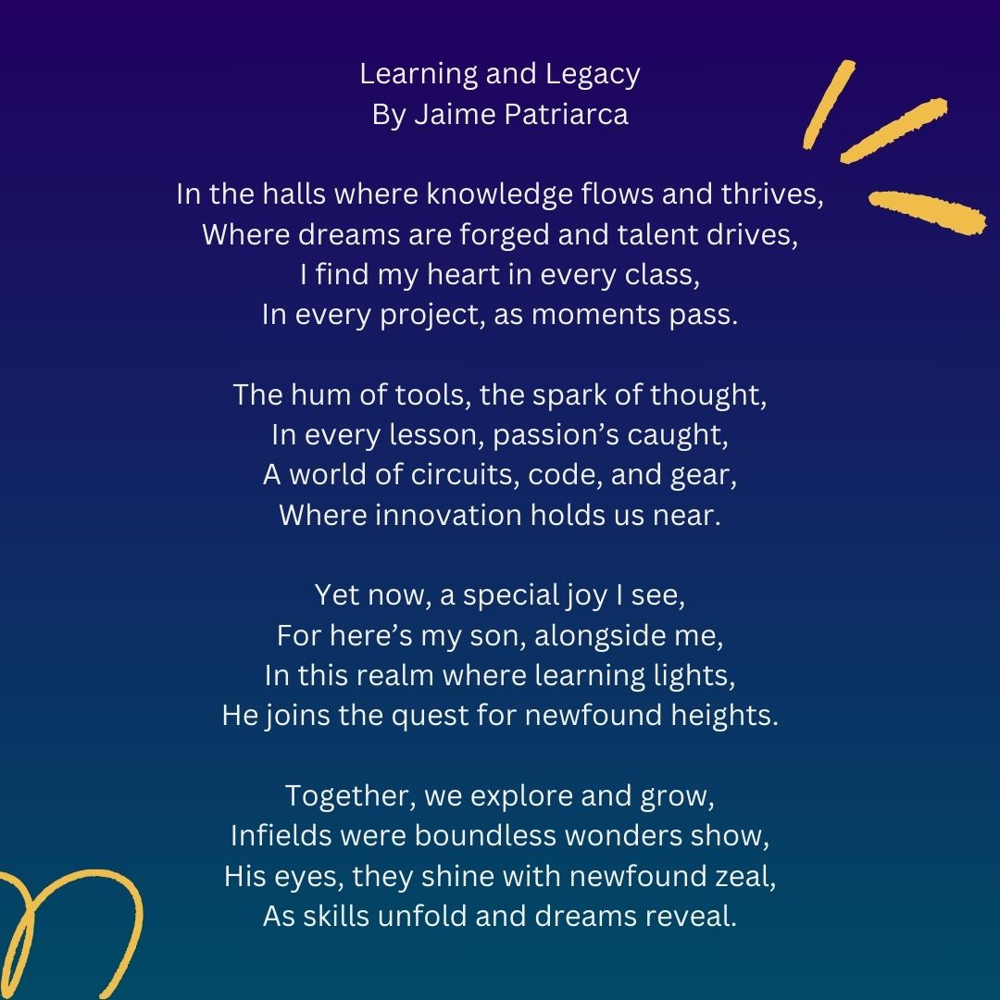 Learning and Legacy
By Jaime Patriarca
In the halls where knowledge flows and thrives,
Where dreams are forged and talent drives,
I find my heart in every class,
In every project, as moments pass.
The hum of tools, the spark of thought,
In every lesson, passion’s caught,
A world of circuits, code, and gear,
Where innovation holds us near.
Yet now, a special joy I see,
For here’s my son, alongside me,
In this realm where learning lights,
He joins the quest for newfound heights.
Together, we explore and grow,
Infields were boundless wonders show,
His eyes, they shine with newfound zeal,
As skills unfold and dreams reveal.